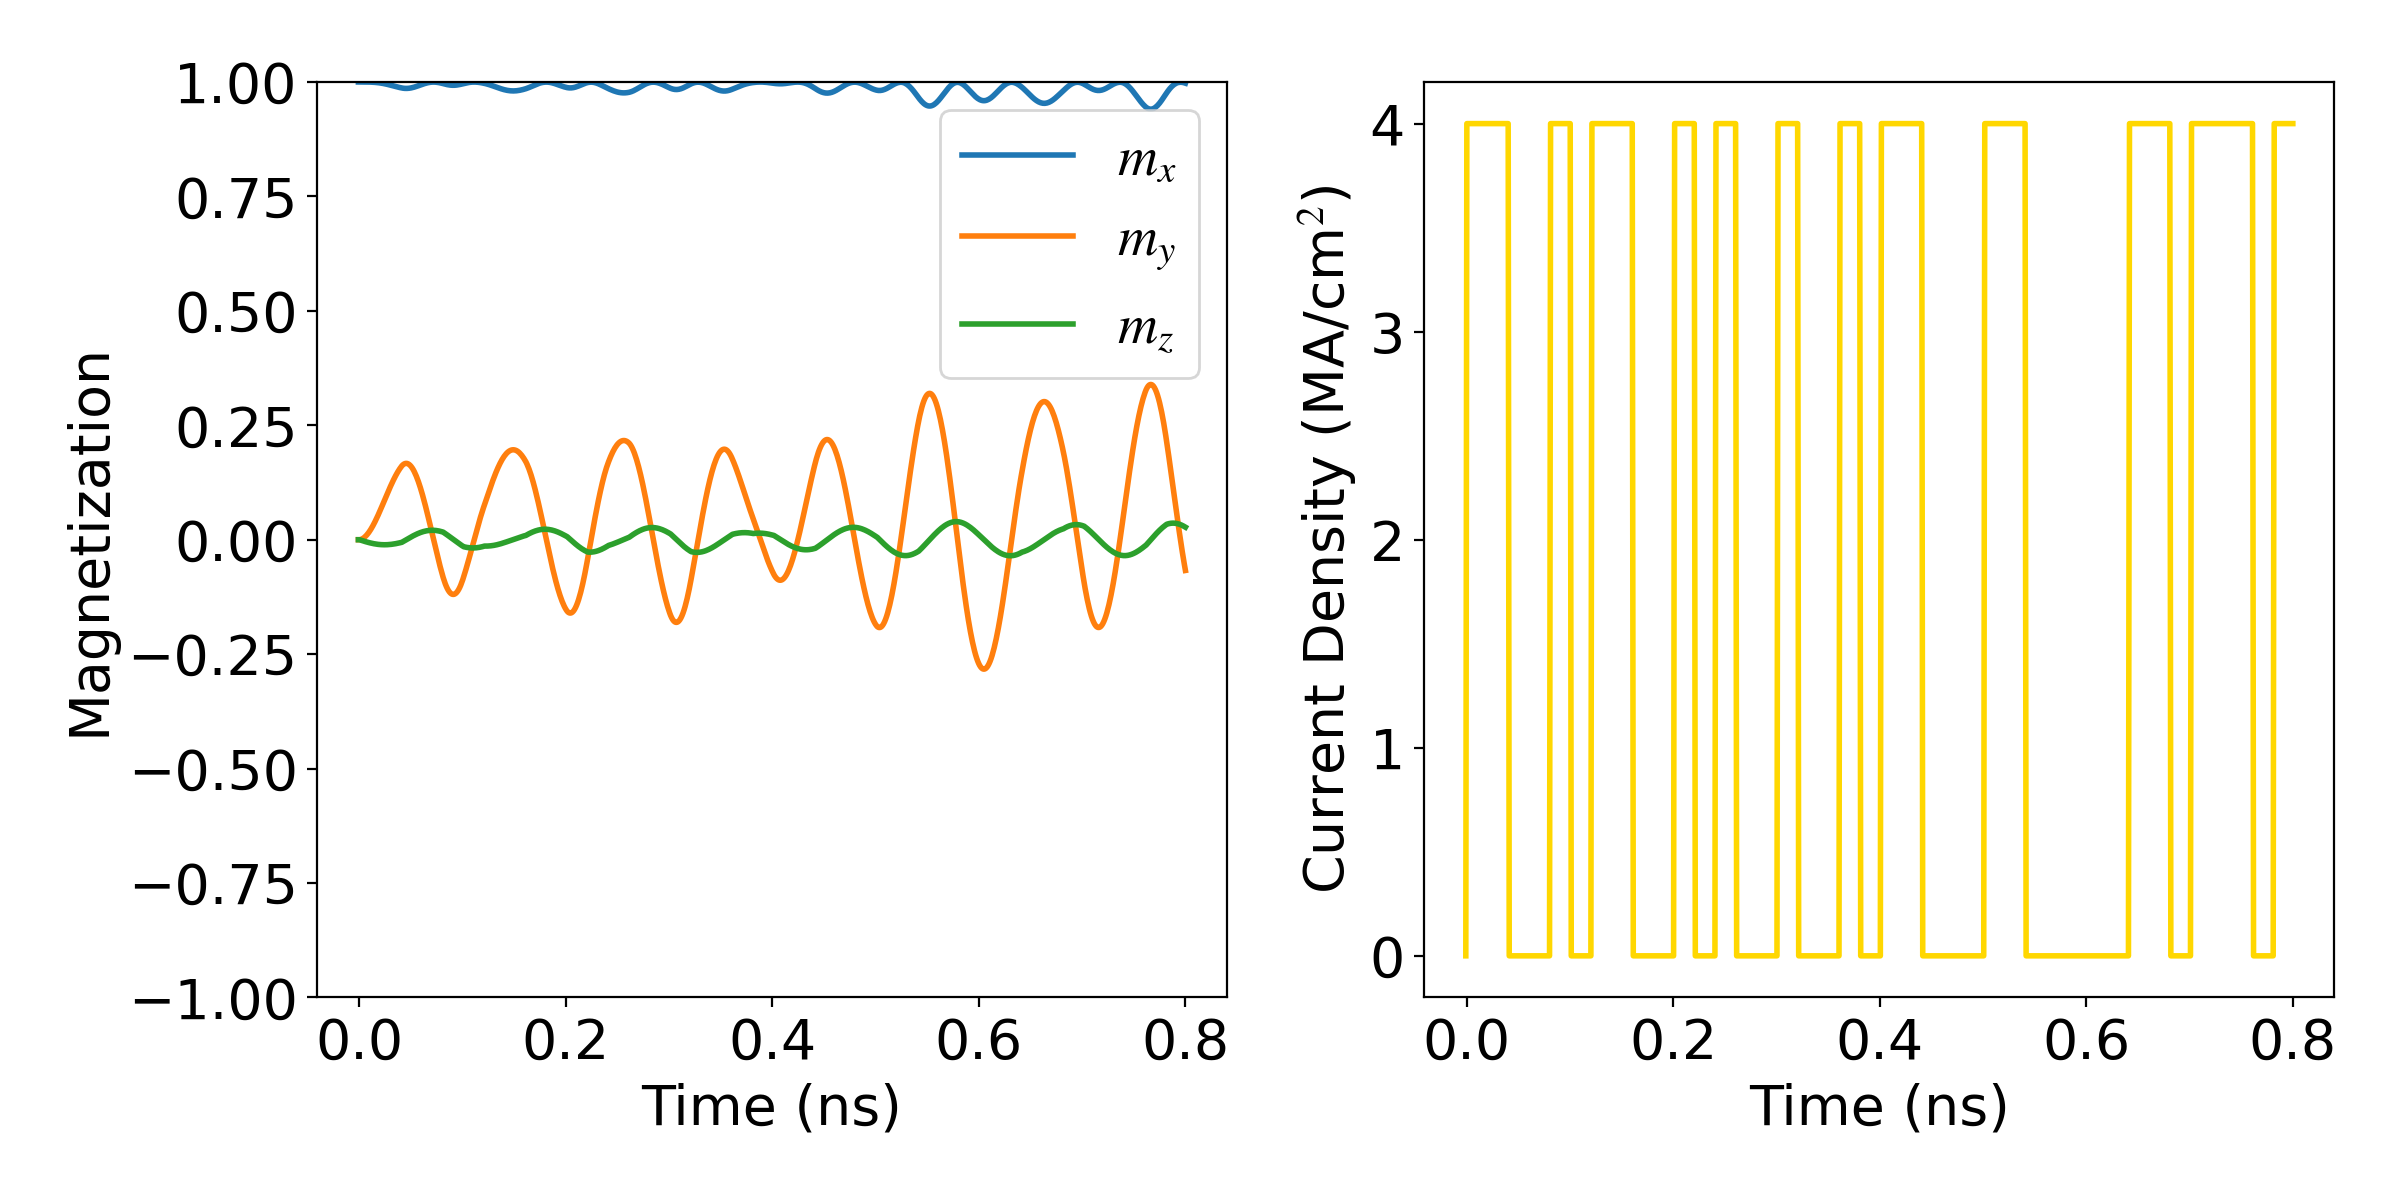 1.00
0.75
0.50
0.25
0.00
−0.25
−0.50
−0.75
−1.00
Magnetization
0.0 0.2 0.4 0.6 0.8
Time (ns)
m_x
m_y
m_z
4
3
2
1
0
Current Density (MA/cm²)
0.0 0.2 0.4 0.6 0.8
Time (ns)